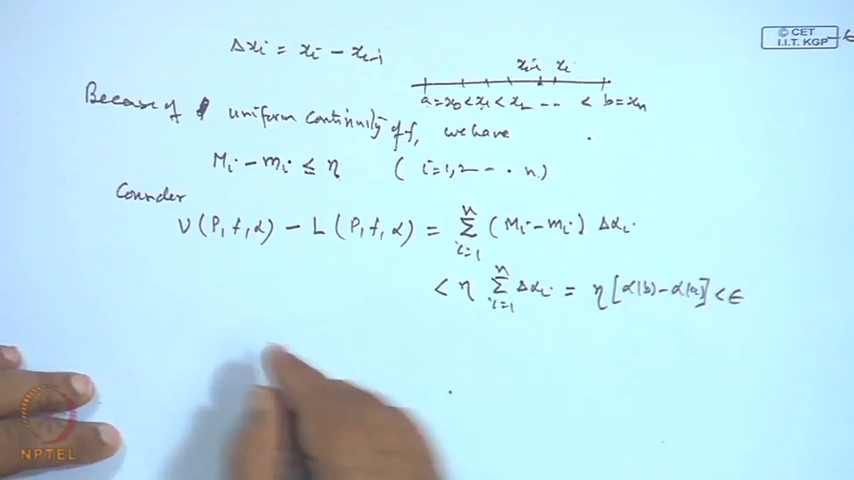 Δxi = xi − xi-1
© CET
I.I.T. KGP
xi-1 xi
a=x0<x1<x2 -- < b=xn
Because of uniform continuity of f, we have
Mi − mi ≤ η (i=1,2 --- n)
Consider
U(P,f,α) − L(P,f,α) = Σ i=1 n (Mi−mi) Δαi
< η Σ i=1 n Δαi = η[α(b)−α(a)] < ε
NPTEL